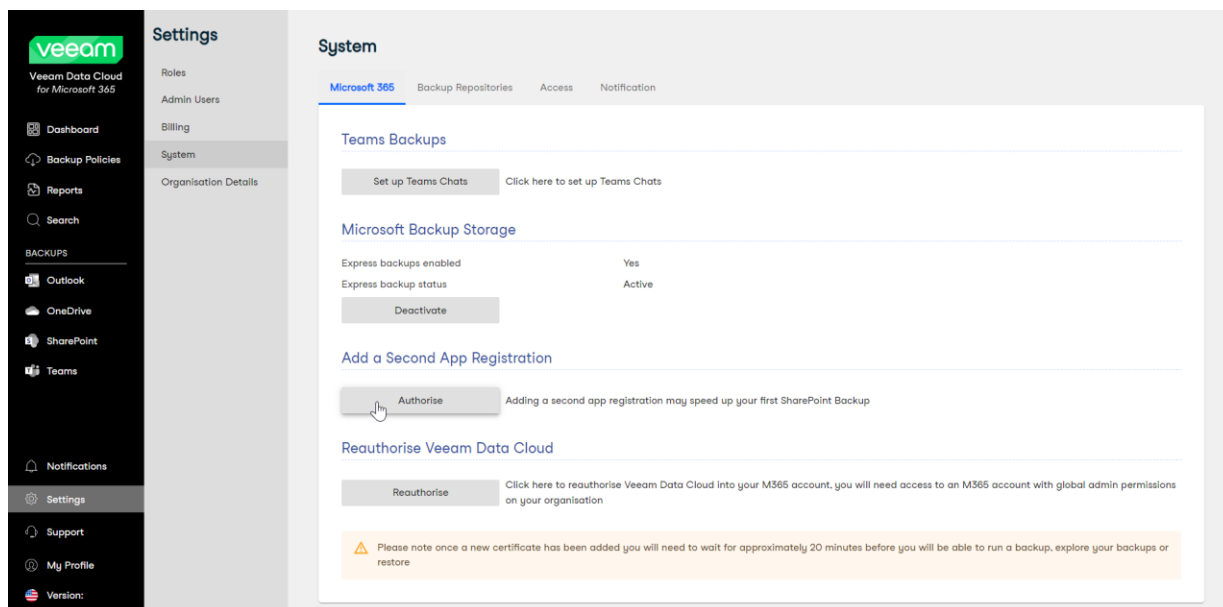 veeam
Veeam Data Cloud
for Microsoft 365
Dashboard
Backup Policies
Reports
Search
BACKUPS
Outlook
OneDrive
SharePoint
Teams
Notifications
Settings
Support
My Profile
Version:
Settings
Roles
Admin Users
Billing
System
Organisation Details
System
Microsoft 365 Backup Repositories Access Notification
Teams Backups
Set up Teams Chats Click here to set up Teams Chats
Microsoft Backup Storage
Express backups enabled Yes
Express backup status Active
Deactivate
Add a Second App Registration
Authorise Adding a second app registration may speed up your first SharePoint Backup
Reauthorise Veeam Data Cloud
Reauthorise Click here to reauthorise Veeam Data Cloud into your M365 account, you will need access to an M365 account with global admin permissions
on your organisation
Please note once a new certificate has been added you will need to wait for approximately 20 minutes before you will be able to run a backup, explore your backups or
restore